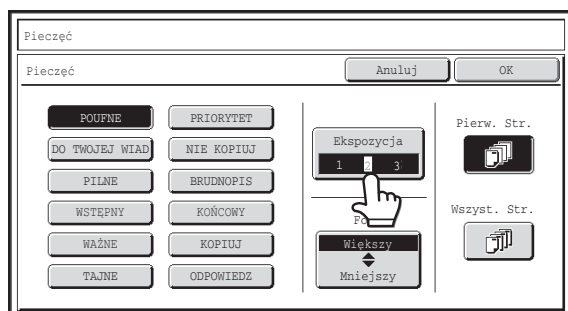 Pieczęć
Pieczęć
Anuluj
OK
POUFNE
PRIORYTET
DO TWOJEJ WIAD
NIE KOPIUJ
PILNE
BRUDNOPIS
WSTĘPNY
KOŃCOWY
WAŻNE
KOPIUJ
TAJNE
ODPOWIEDZ
Ekspozycja
1 2 3
Większy
Mniejszy
Pierw. Str.
Wszyst. Str.